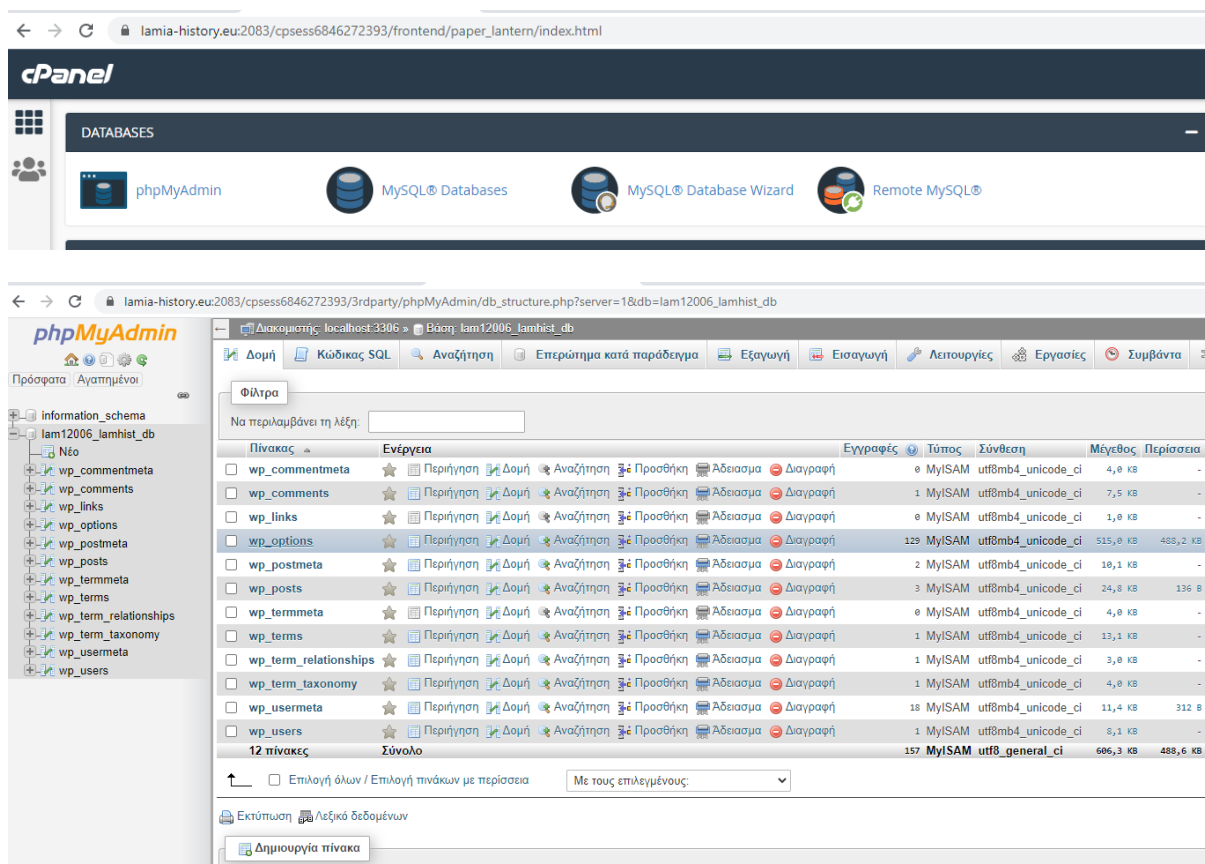 lamia-history.eu:2083/cpsess6846272393/frontend/paper_lantern/index.html
cPanel
DATABASES
phpMyAdmin MySQL® Databases MySQL® Database Wizard Remote MySQL®
lamia-history.eu:2083/cpsess6846272393/3rdparty/phpMyAdmin/db_structure.php?server=1&db=lam12006_lamhist_db
phpMyAdmin
Πρόσφατα Αγαπημένοι
information_schema
lam12006_lamhist_db
Νέο
wp_commentmeta
wp_comments
wp_links
wp_options
wp_postmeta
wp_posts
wp_termmeta
wp_terms
wp_term_relationships
wp_term_taxonomy
wp_usermeta
wp_users
Διακομιστής: localhost:3306 » Βάση: lam12006_lamhist_db
Δομή Κώδικας SQL Αναζήτηση Επερώτημα κατά παράδειγμα Εξαγωγή Εισαγωγή Λειτουργίες Εργασίες Συμβάντα
Φίλτρα
Να περιλαμβάνει τη λέξη:
Πίνακας Ενέργεια Εγγραφές Τύπος Σύνθεση Μέγεθος Περίσσεια
wp_commentmeta Περιήγηση Δομή Αναζήτηση Προσθήκη Άδειασμα Διαγραφή 0 MyISAM utf8mb4_unicode_ci 4,0 KB -
wp_comments Περιήγηση Δομή Αναζήτηση Προσθήκη Άδειασμα Διαγραφή 1 MyISAM utf8mb4_unicode_ci 7,5 KB -
wp_links Περιήγηση Δομή Αναζήτηση Προσθήκη Άδειασμα Διαγραφή 0 MyISAM utf8mb4_unicode_ci 1,0 KB -
wp_options Περιήγηση Δομή Αναζήτηση Προσθήκη Άδειασμα Διαγραφή 129 MyISAM utf8mb4_unicode_ci 515,0 KB 488,2 KB
wp_postmeta Περιήγηση Δομή Αναζήτηση Προσθήκη Άδειασμα Διαγραφή 2 MyISAM utf8mb4_unicode_ci 10,1 KB -
wp_posts Περιήγηση Δομή Αναζήτηση Προσθήκη Άδειασμα Διαγραφή 3 MyISAM utf8mb4_unicode_ci 24,8 KB 136 B
wp_termmeta Περιήγηση Δομή Αναζήτηση Προσθήκη Άδειασμα Διαγραφή 0 MyISAM utf8mb4_unicode_ci 4,0 KB -
wp_terms Περιήγηση Δομή Αναζήτηση Προσθήκη Άδειασμα Διαγραφή 1 MyISAM utf8mb4_unicode_ci 13,1 KB -
wp_term_relationships Περιήγηση Δομή Αναζήτηση Προσθήκη Άδειασμα Διαγραφή 1 MyISAM utf8mb4_unicode_ci 3,0 KB -
wp_term_taxonomy Περιήγηση Δομή Αναζήτηση Προσθήκη Άδειασμα Διαγραφή 1 MyISAM utf8mb4_unicode_ci 4,0 KB -
wp_usermeta Περιήγηση Δομή Αναζήτηση Προσθήκη Άδειασμα Διαγραφή 18 MyISAM utf8mb4_unicode_ci 11,4 KB 312 B
wp_users Περιήγηση Δομή Αναζήτηση Προσθήκη Άδειασμα Διαγραφή 1 MyISAM utf8mb4_unicode_ci 8,1 KB -
12 πίνακες Σύνολο 157 MyISAM utf8_general_ci 606,3 KB 488,6 KB
Επιλογή όλων / Επιλογή πινάκων με περίσσεια Με τους επιλεγμένους:
Εκτύπωση Λεξικό δεδομένων
Δημιουργία πίνακα